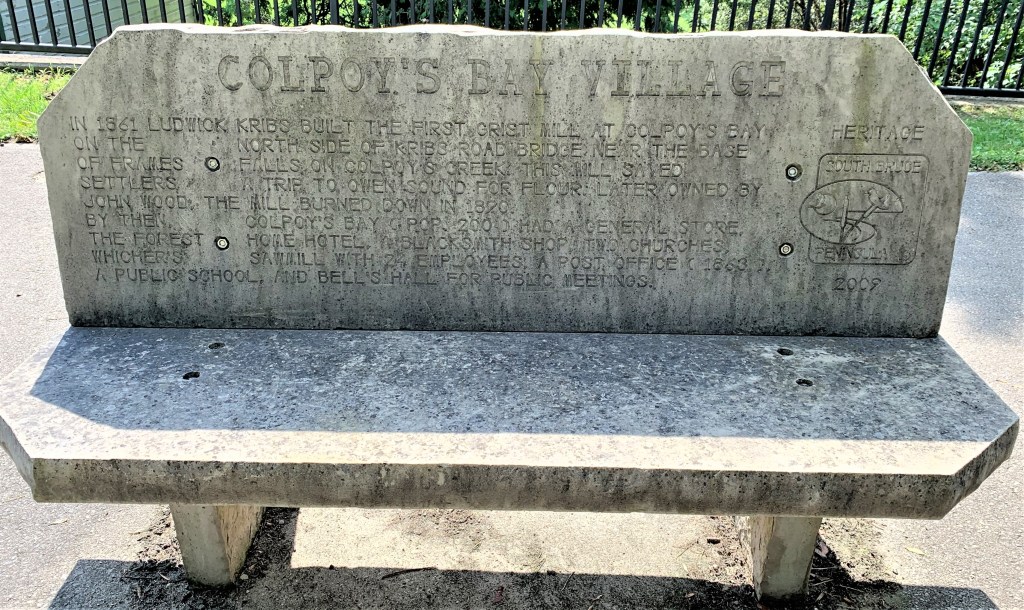 COLPOY'S BAY VILLAGE
IN 1861 LUDWICK KRIBS BUILT THE FIRST GRIST MILL AT COLPOY'S BAY
ON THE NORTH SIDE OF KRIBS ROAD BRIDGE NEAR THE BASE
OF FRAMES FALLS ON COLPOY'S CREEK. THIS MILL SAVED
SETTLERS A TRIP TO OWEN SOUND FOR FLOUR. LATER OWNED BY
JOHN WOOD, THE MILL BURNED DOWN IN 1870.
BY THEN, COLPOY'S BAY ( POP. 200 ) HAD A GENERAL STORE,
THE FOREST HOME HOTEL, A BLACKSMITH SHOP, TWO CHURCHES,
WHICHER'S SAWMILL WITH 24 EMPLOYEES, A POST OFFICE ( 1863 ),
A PUBLIC SCHOOL, AND BELL'S HALL FOR PUBLIC MEETINGS.
HERITAGE
SOUTH BRUCE
PENINSULA
2009